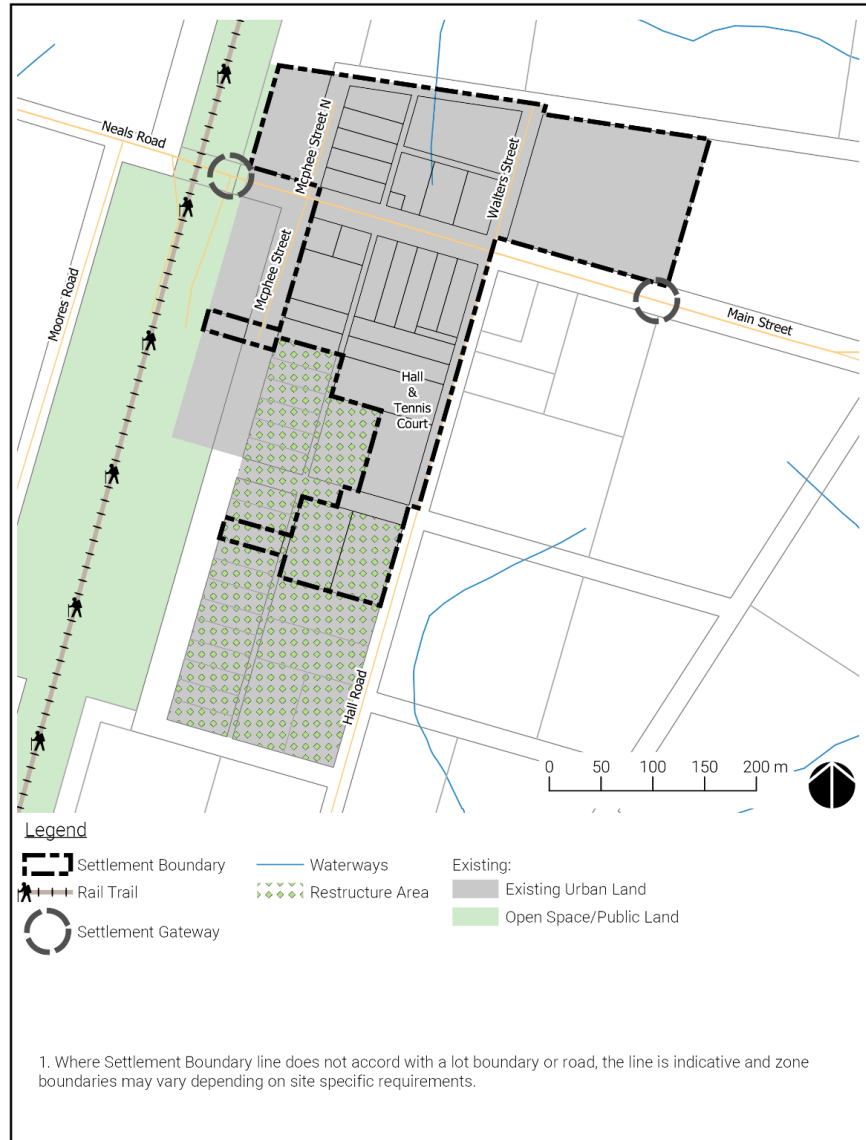 Neals Road
Mcphee Street N
Walters Street
Mcphee Street
Moores Road
Main Street
Hall
&
Tennis
Court
Hall Road
0 50 100 150 200 m
Legend
Settlement Boundary
Rail Trail
Settlement Gateway
Waterways
Restructure Area
Existing:
Existing Urban Land
Open Space/Public Land
1. Where Settlement Boundary line does not accord with a lot boundary or road, the line is indicative and zone
boundaries may vary depending on site specific requirements.